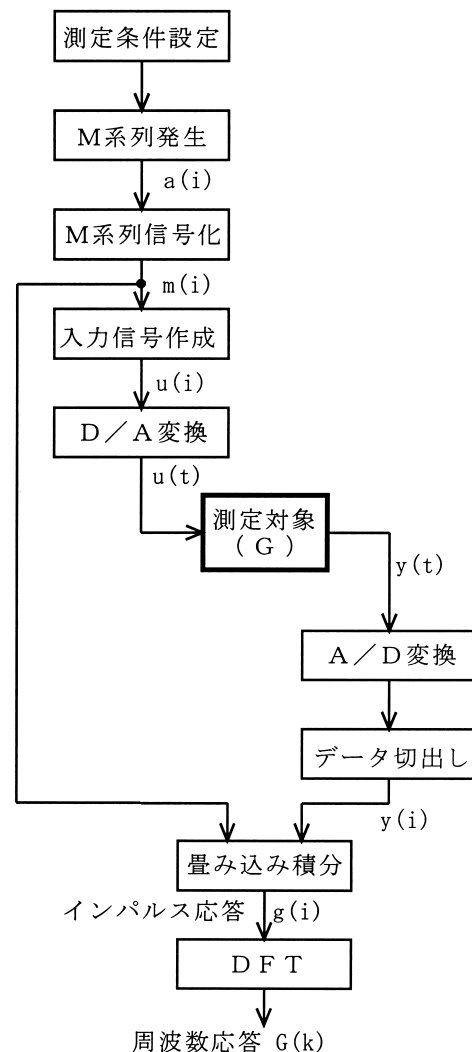 測定条件設定
M系列発生
a(i)
M系列信号化
m(i)
入力信号作成
u(i)
D／A変換
u(t)
測定対象
(G)
y(t)
A／D変換
データ切出し
y(i)
畳み込み積分
インパルス応答 g(i)
DFT
周波数応答 G(k)